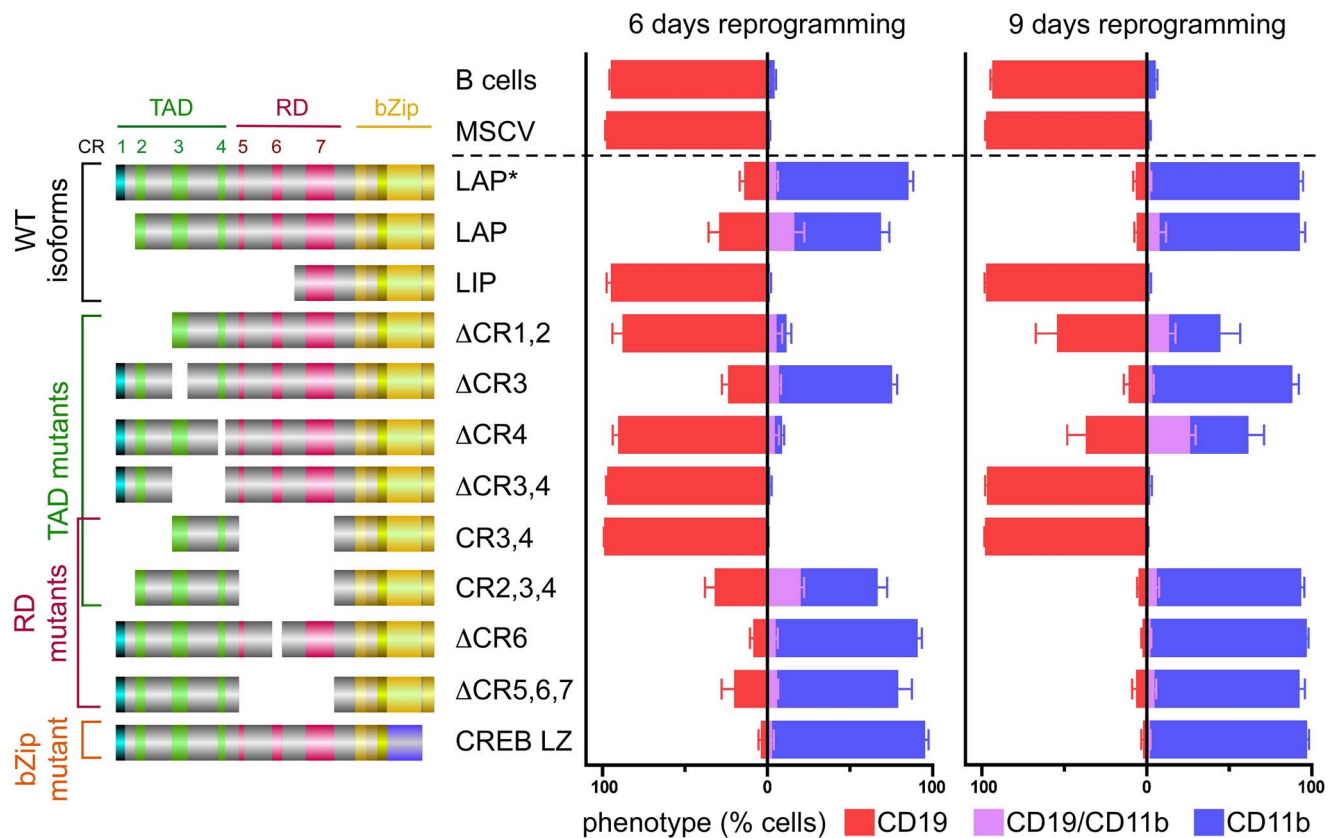 6 days reprogramming
9 days reprogramming
TAD RD bZip
CR 1 2 3 4 5 6 7
WT isoforms
TAD mutants
RD mutants
bZip mutant
B cells
MSCV
LAP*
LAP
LIP
ΔCR1,2
ΔCR3
ΔCR4
ΔCR3,4
CR3,4
CR2,3,4
ΔCR6
ΔCR5,6,7
CREB LZ
100 0 100
100 0 100
phenotype (% cells) CD19 CD19/CD11b CD11b